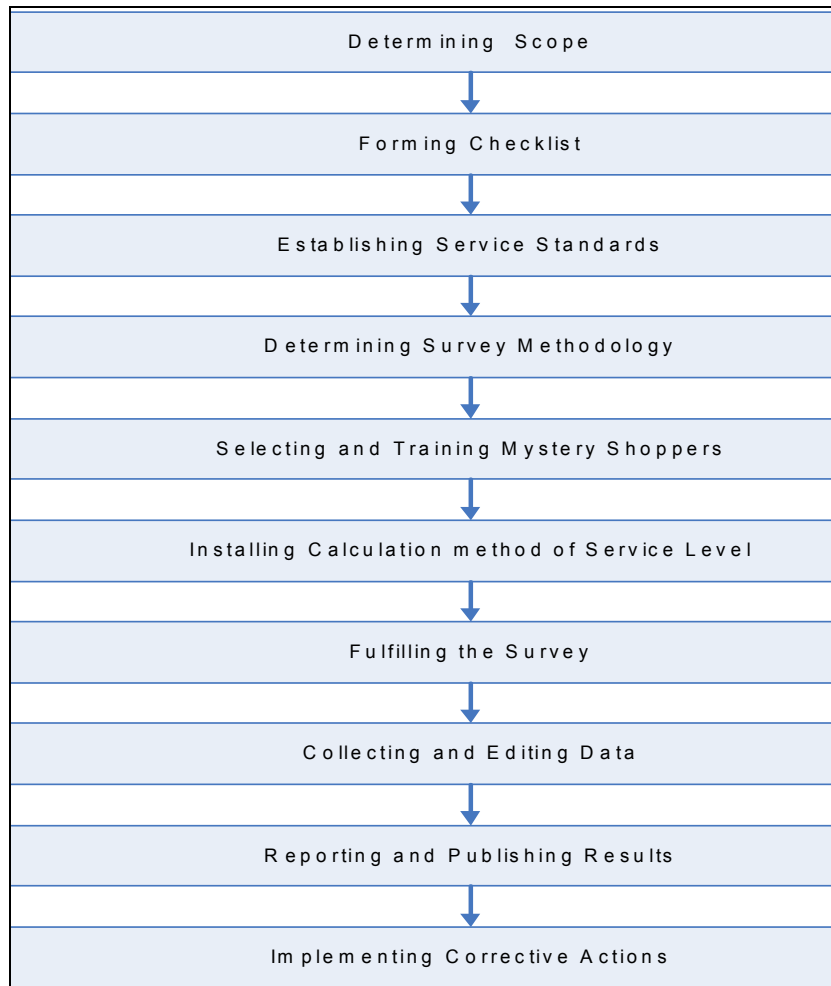 Determining Scope
Forming Checklist
Establishing Service Standards
Determining Survey Methodology
Selecting and Training Mystery Shoppers
Installing Calculation method of Service Level
Fulfilling the Survey
Collecting and Editing Data
Reporting and Publishing Results
Implementing Corrective Actions